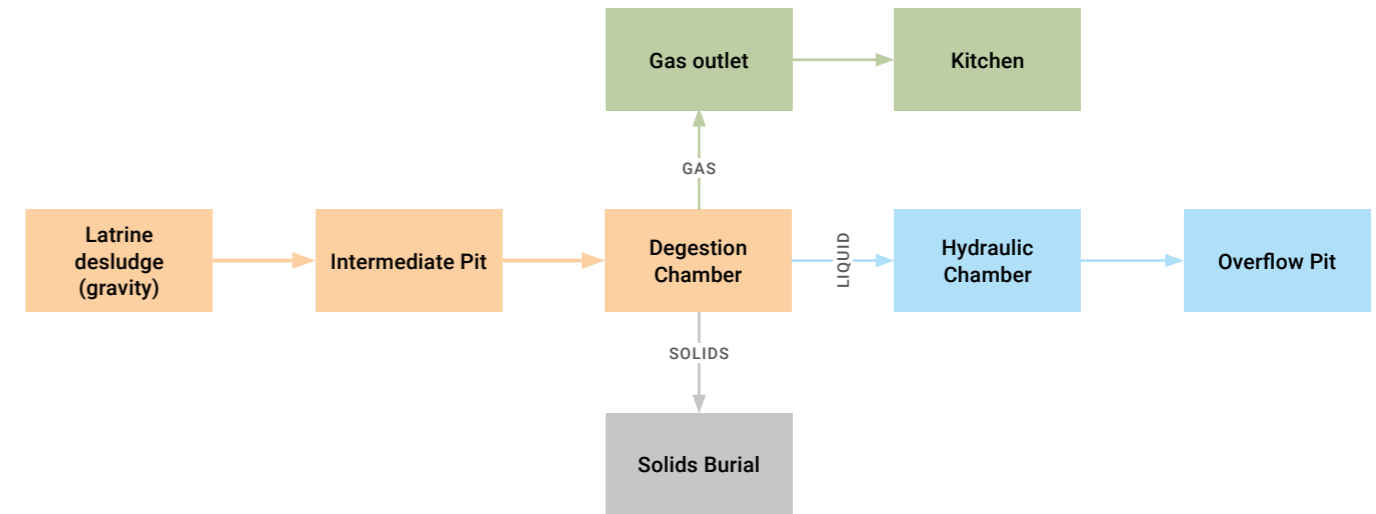 Gas outlet
Kitchen
GAS
Latrine
desludge
(gravity)
Intermediate Pit
Degestion
Chamber
LIQUID
Hydraulic
Chamber
Overflow Pit
SOLIDS
Solids Burial